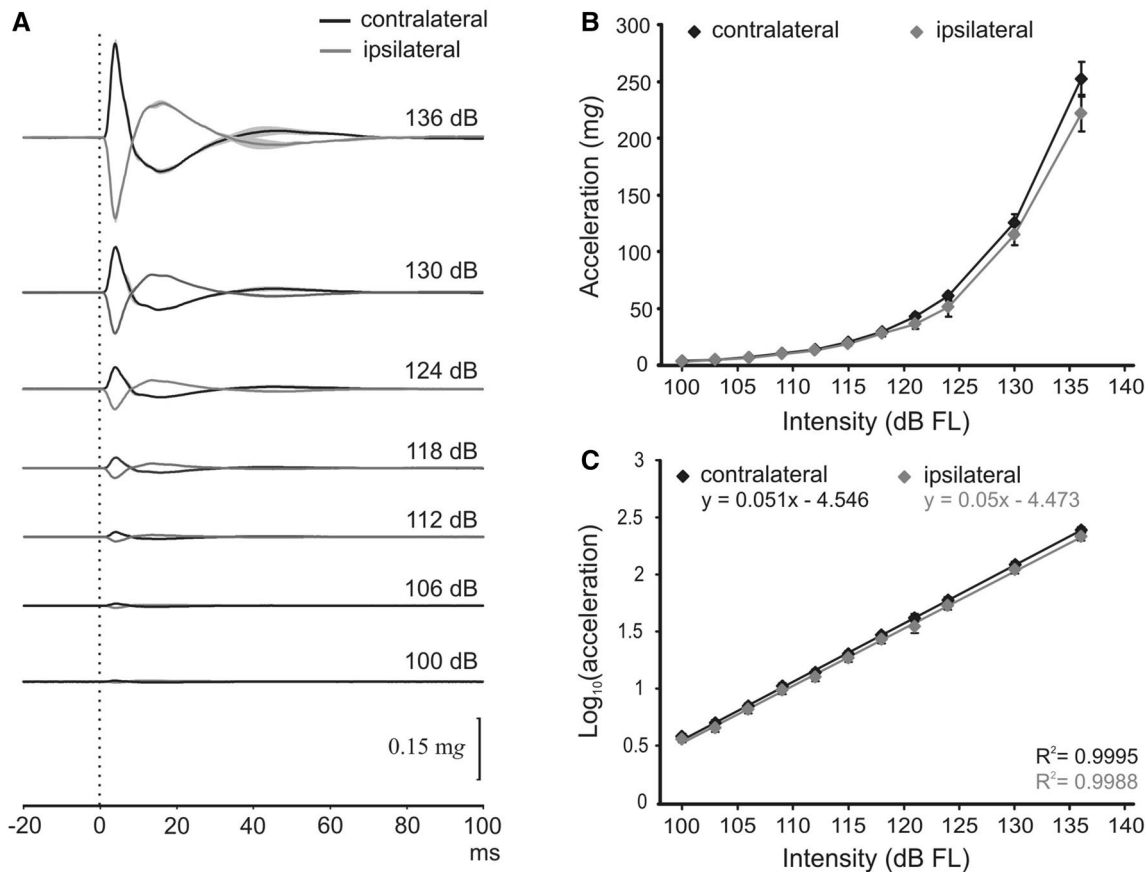 A
contralateral
ipsilateral
136 dB
130 dB
124 dB
118 dB
112 dB
106 dB
100 dB
0.15 mg
-20 0 20 40 60 80 100
ms
B
contralateral ipsilateral
Acceleration (mg)
300
250
200
150
100
50
0
100 105 110 115 120 125 130 135 140
Intensity (dB FL)
C
contralateral ipsilateral
y = 0.051x - 4.546 y = 0.05x - 4.473
Log₁₀(acceleration)
3
2.5
2
1.5
1
0.5
0
R²= 0.9995
R²= 0.9988
100 105 110 115 120 125 130 135 140
Intensity (dB FL)